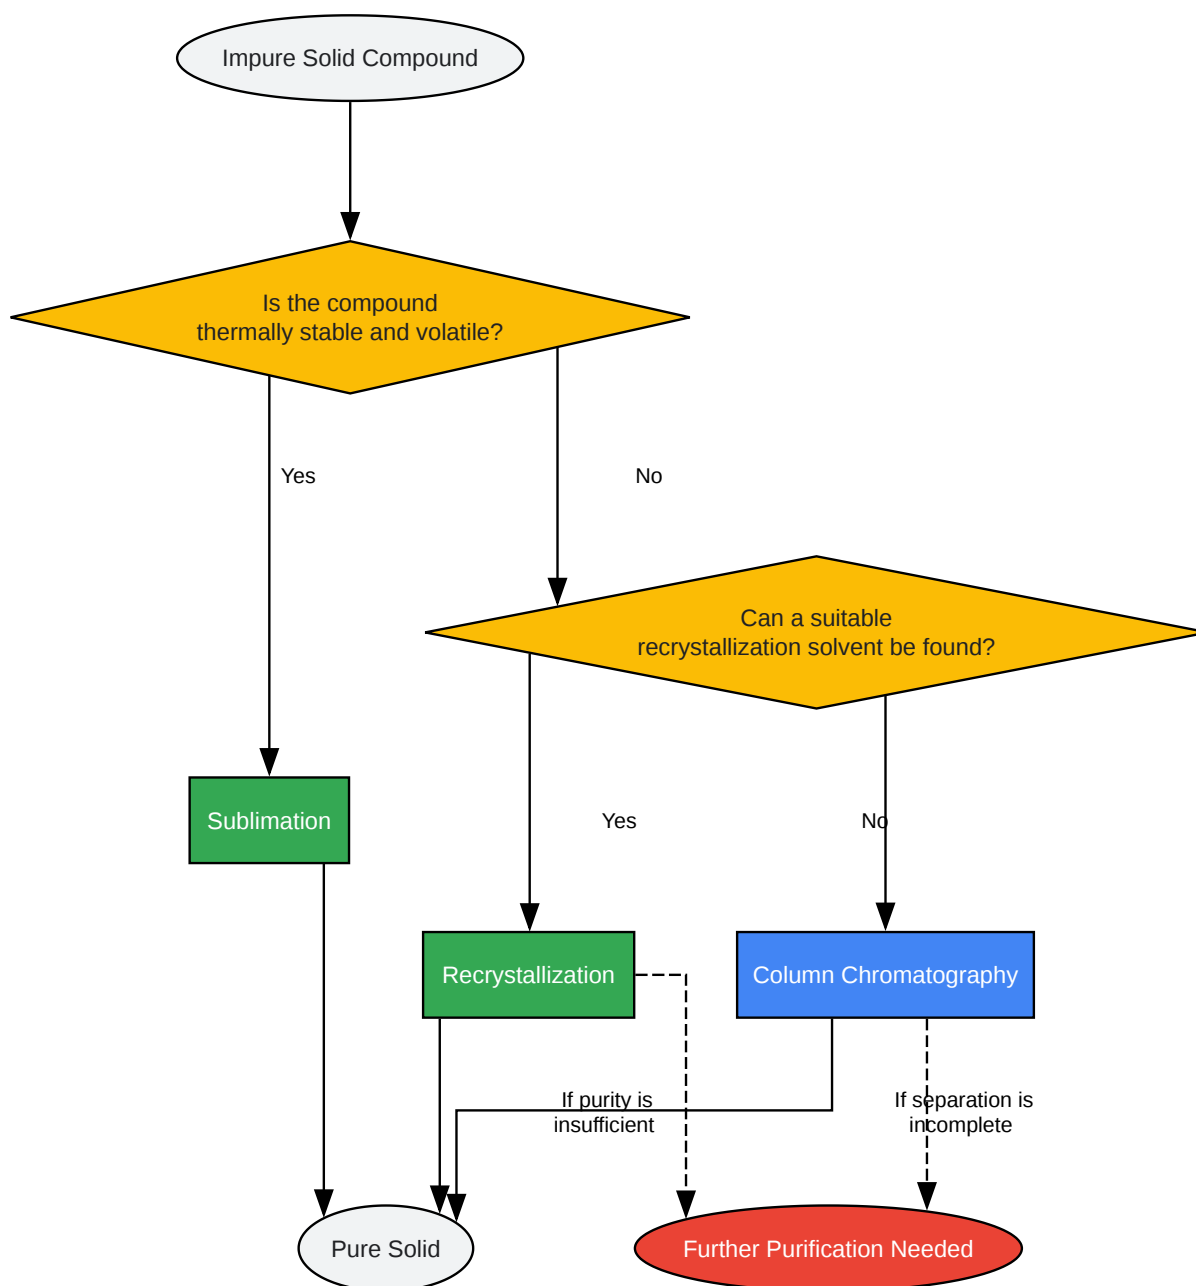 Impure Solid Compound
Is the compound
thermally stable and volatile?
Yes
No
Can a suitable
recrystallization solvent be found?
Sublimation
Yes
No
Recrystallization
Column Chromatography
If purity is
insufficient
If separation is
incomplete
Pure Solid
Further Purification Needed